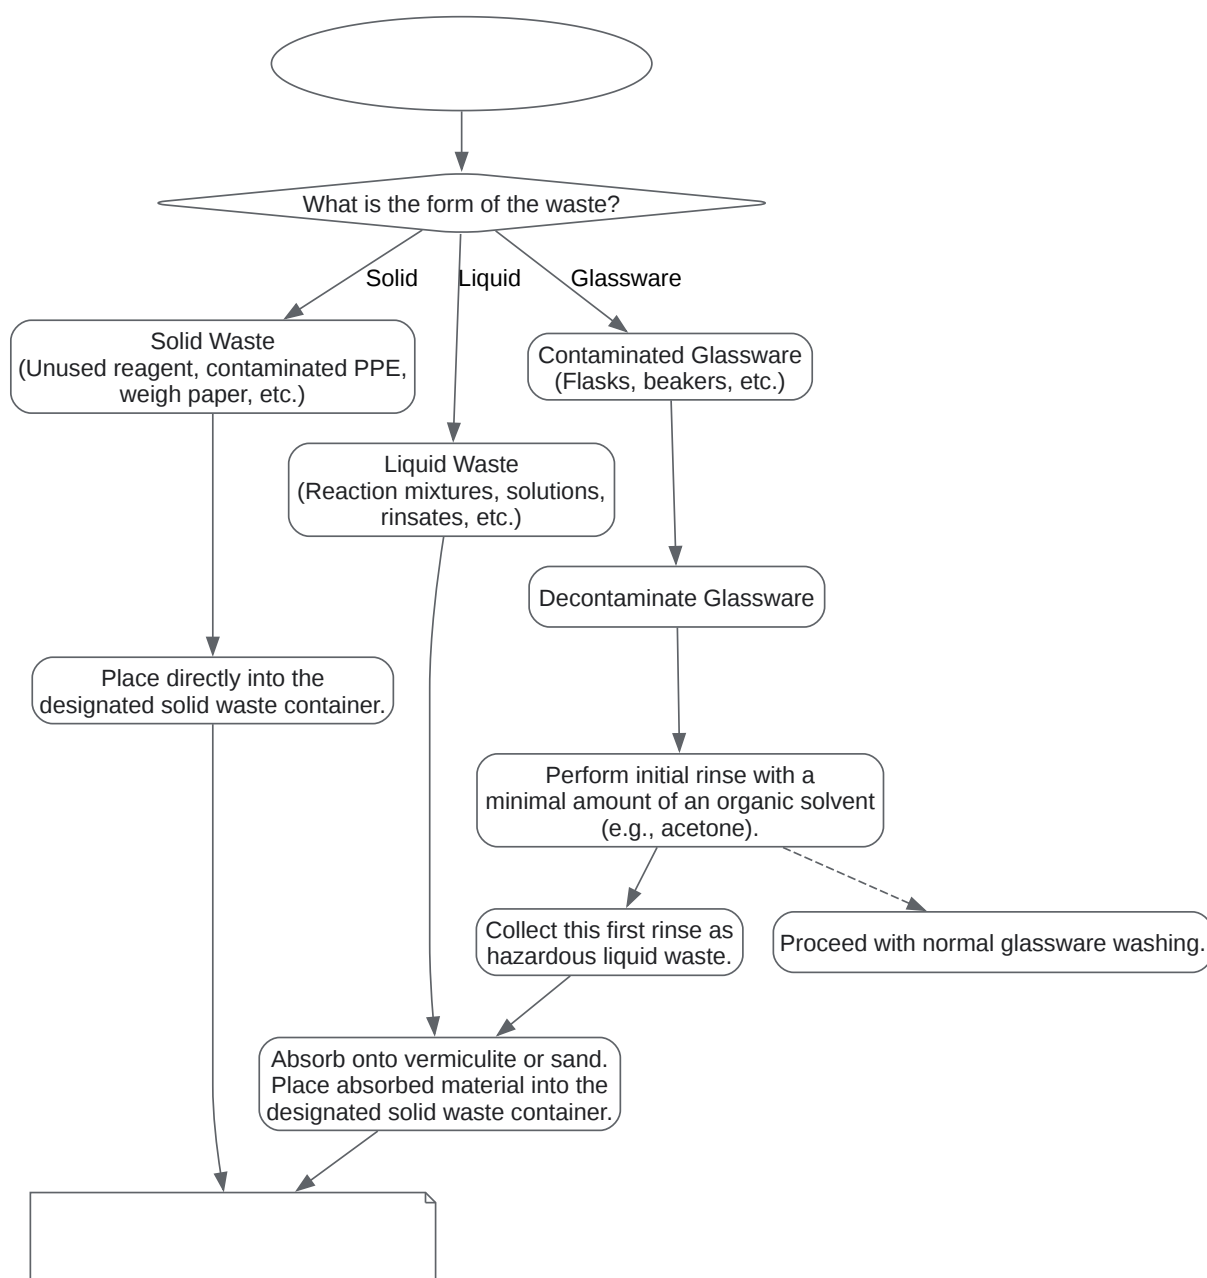 What is the form of the waste?
Solid
Liquid
Glassware
Solid Waste
(Unused reagent, contaminated PPE,
weigh paper, etc.)
Contaminated Glassware
(Flasks, beakers, etc.)
Liquid Waste
(Reaction mixtures, solutions,
rinsates, etc.)
Decontaminate Glassware
Place directly into the
designated solid waste container.
Perform initial rinse with a
minimal amount of an organic solvent
(e.g., acetone).
Collect this first rinse as
hazardous liquid waste.
Proceed with normal glassware washing.
Absorb onto vermiculite or sand.
Place absorbed material into the
designated solid waste container.